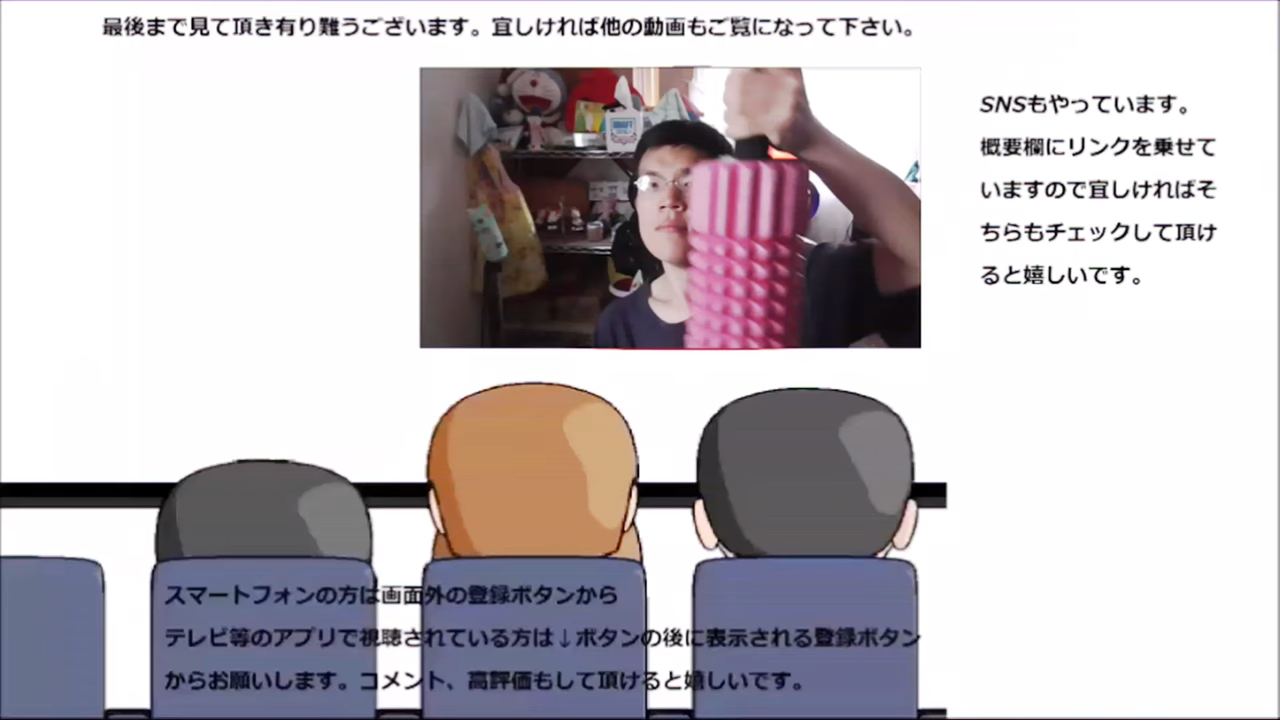 最後まで見て頂き有り難うございます。宜しければ他の動画もご覧になって下さい。
SNSもやっています。
概要欄にリンクを乗せて
いますので宜しければそ
ちらもチェックして頂け
ると嬉しいです。
スマートフォンの方は画面外の登録ボタンから
テレビ等のアプリで視聴されている方は↓ボタンの後に表示される登録ボタン
からお願いします。コメント、高評価もして頂けると嬉しいです。